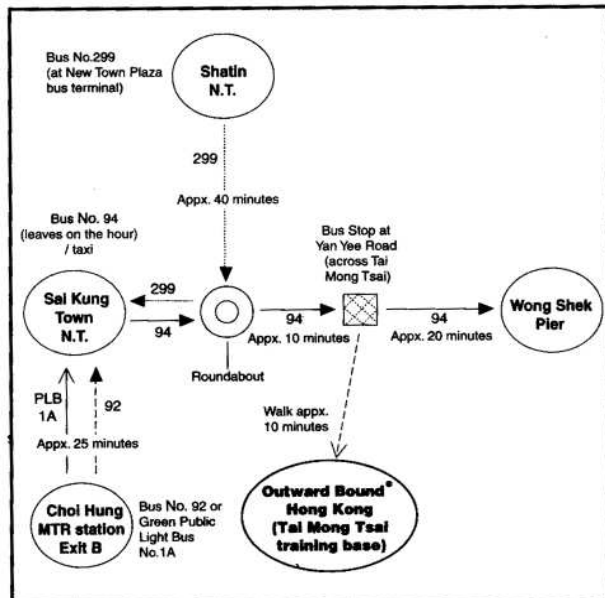 Bus No.299
(at New Town Plaza
bus terminal)
Shatin
N.T.
299
Appx. 40 minutes
Bus No. 94
(leaves on the hour)
/ taxi
Bus Stop at
Yan Yee Road
(across Tai
Mong Tsai)
Sai Kung
Town
N.T.
299
94
94
Appx. 10 minutes
94
Appx. 20 minutes
Wong Shek
Pier
Roundabout
PLB
1A
92
Appx. 25 minutes
Walk appx.
10 minutes
Choi Hung
MTR station
Exit B
Bus No. 92 or
Green Public
Light Bus
No.1A
Outward Bound®
Hong Kong
(Tai Mong Tsai
training base)